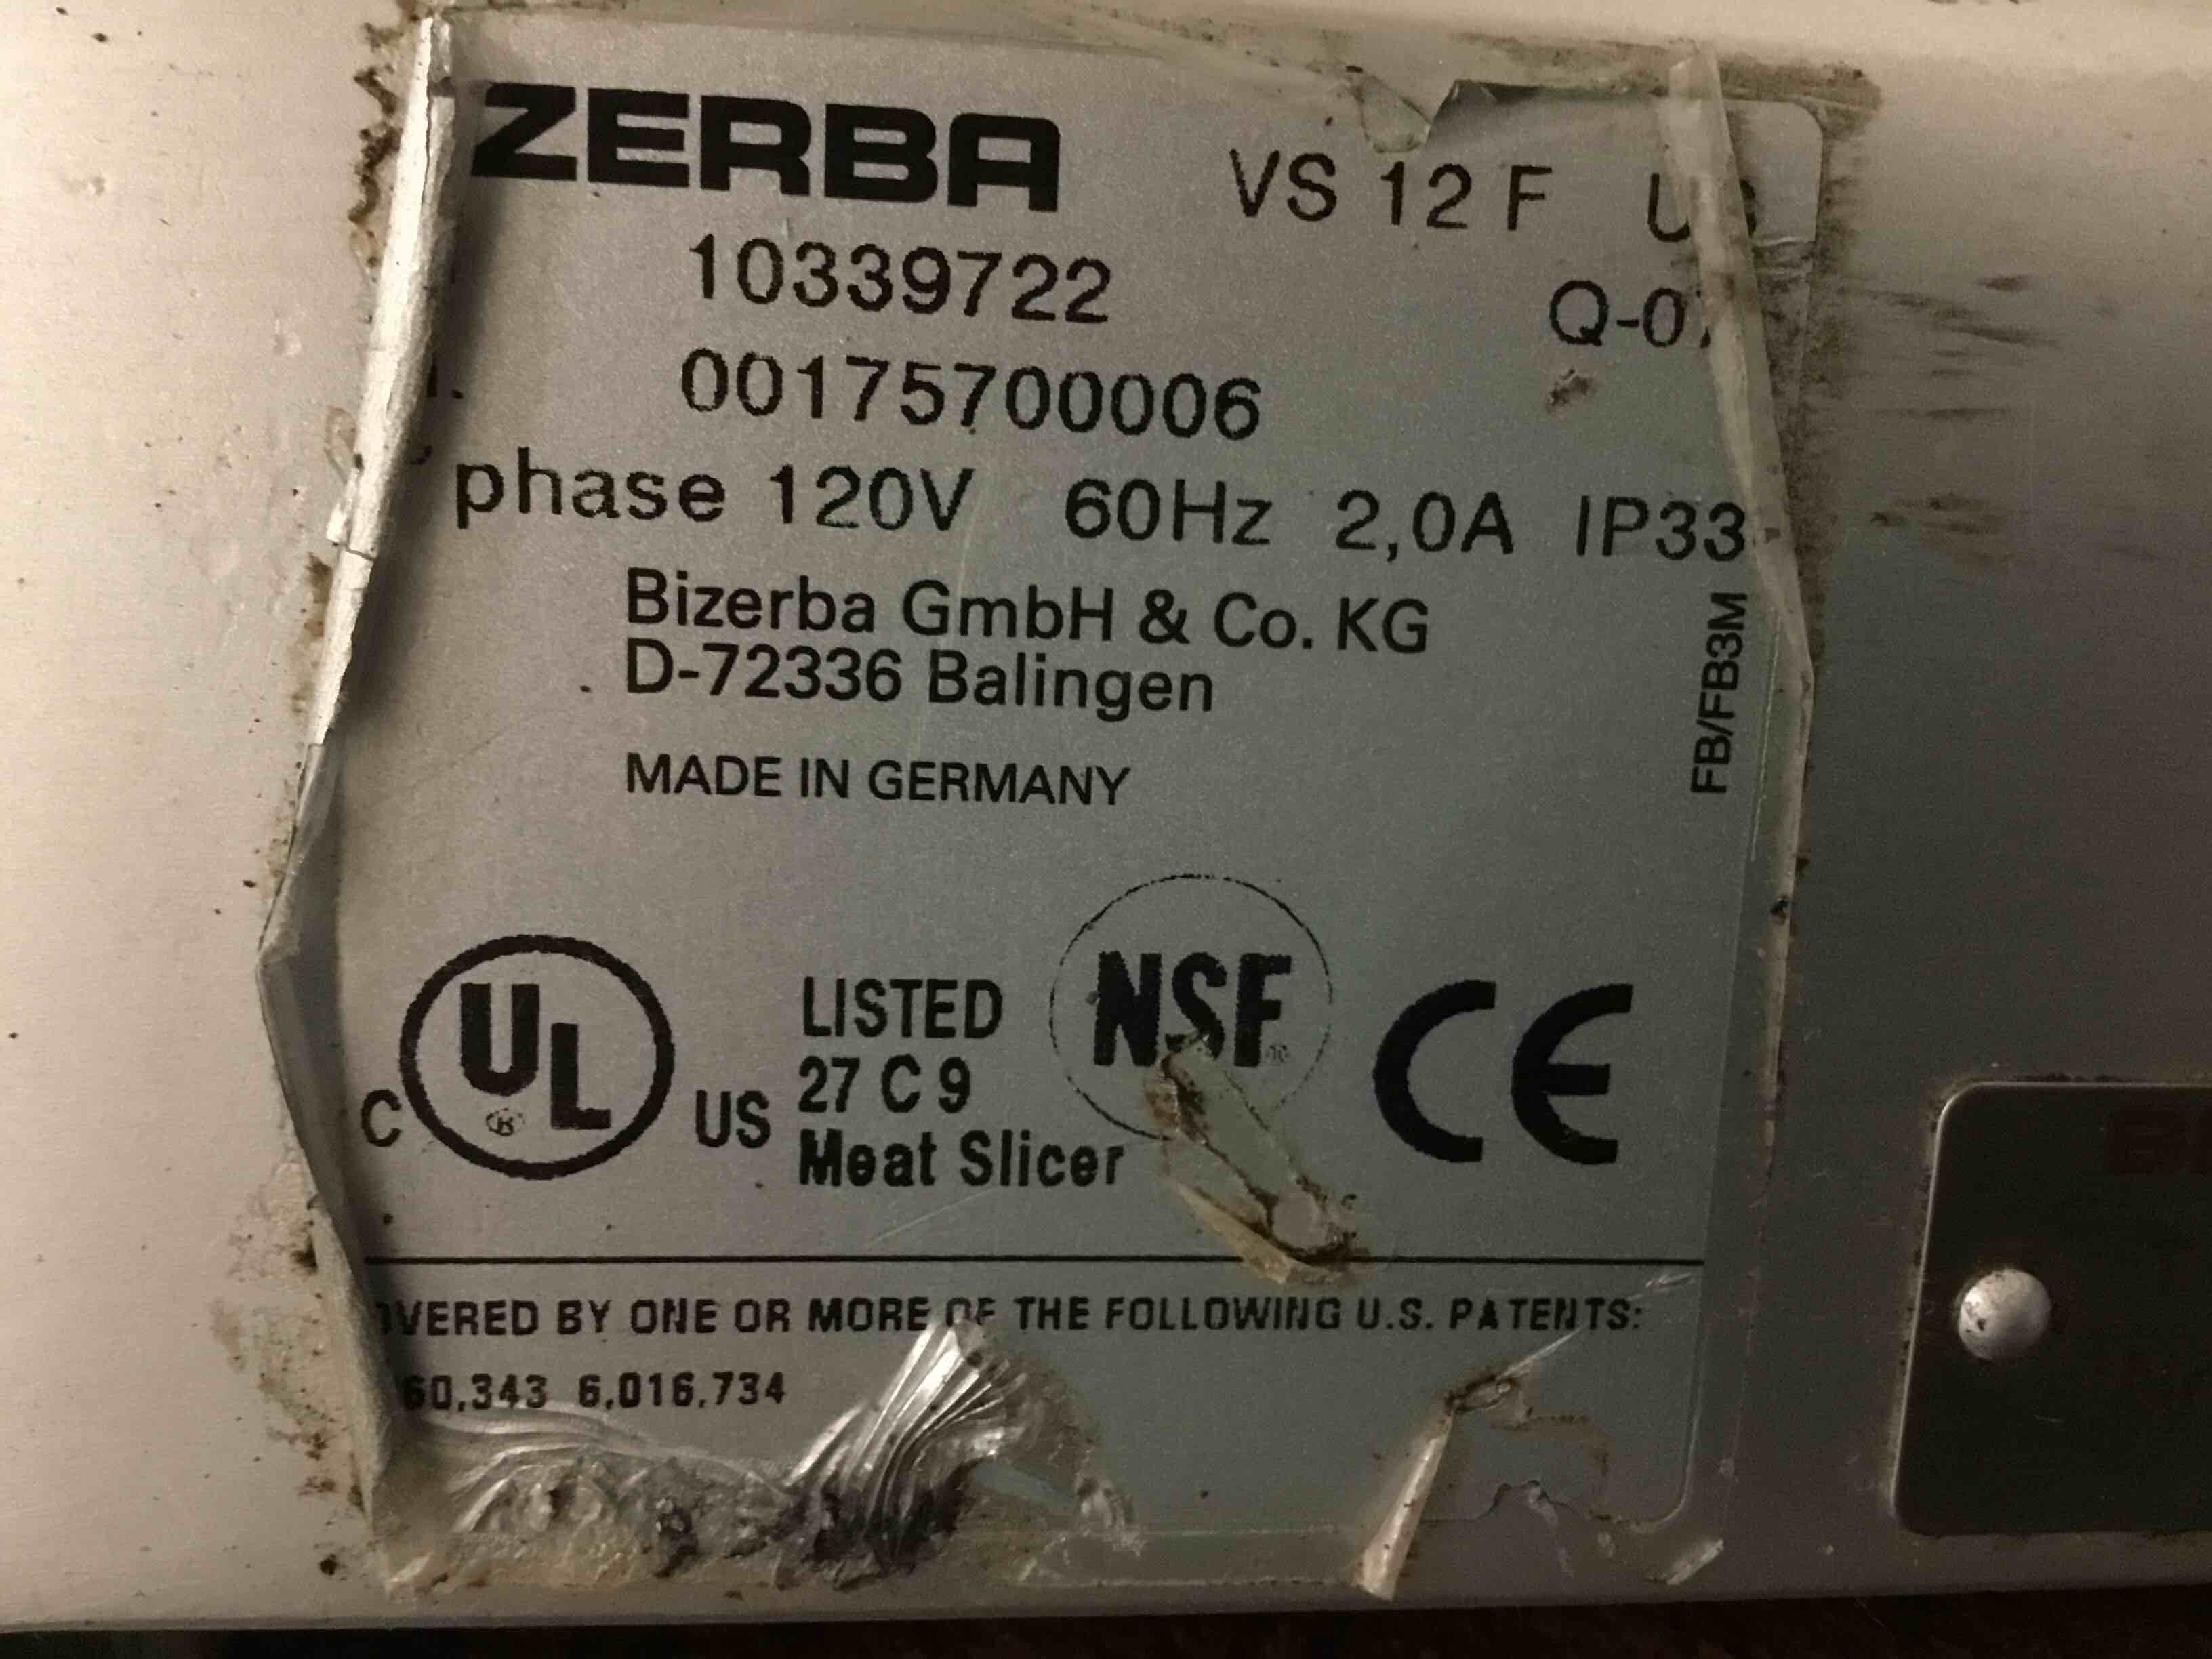 ZERBA VS 12 F
10339722 Q-07
00175700006
phase 120V 60Hz 2,0A IP33
Bizerba GmbH & Co. KG
D-72336 Balingen
MADE IN GERMANY
FB/FB3M
C UL® US
LISTED
27 C 9
Meat Slicer
NSF®
CE
OVERED BY ONE OR MORE OF THE FOLLOWING U.S. PATENTS:
60,343 6,016,734